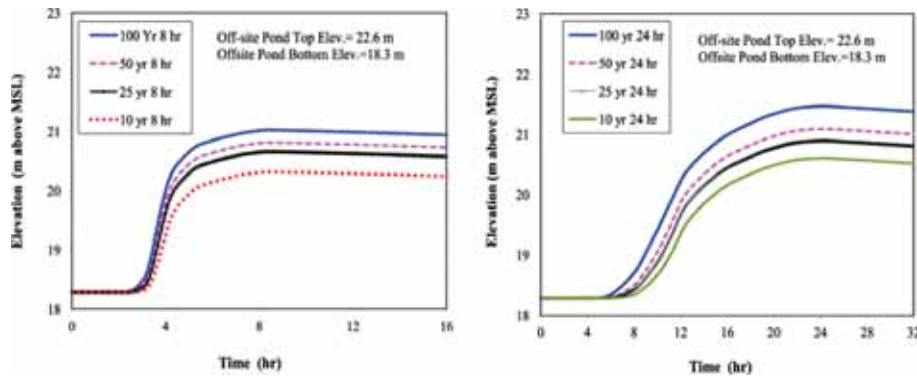 23
22
21
20
19
18
Elevation (m above MSL)
100 Yr 8 hr
50 yr 8 hr
25 yr 8 hr
10 yr 8 hr
Off-site Pond Top Elev.= 22.6 m
Offsite Pond Bottom Elev.=18.3 m
0 4 8 12 16
Time (hr)
23
22
21
20
19
18
Elevation (m above MSL)
100 yr 24 hr
50 yr 24 hr
25 yr 24 hr
10 yr 24 hr
Off-site Pond Top Elev.= 22.6 m
Offsite Pond Bottom Elev.=18.3 m
0 4 8 12 16 20 24 28 32
Time (hr)